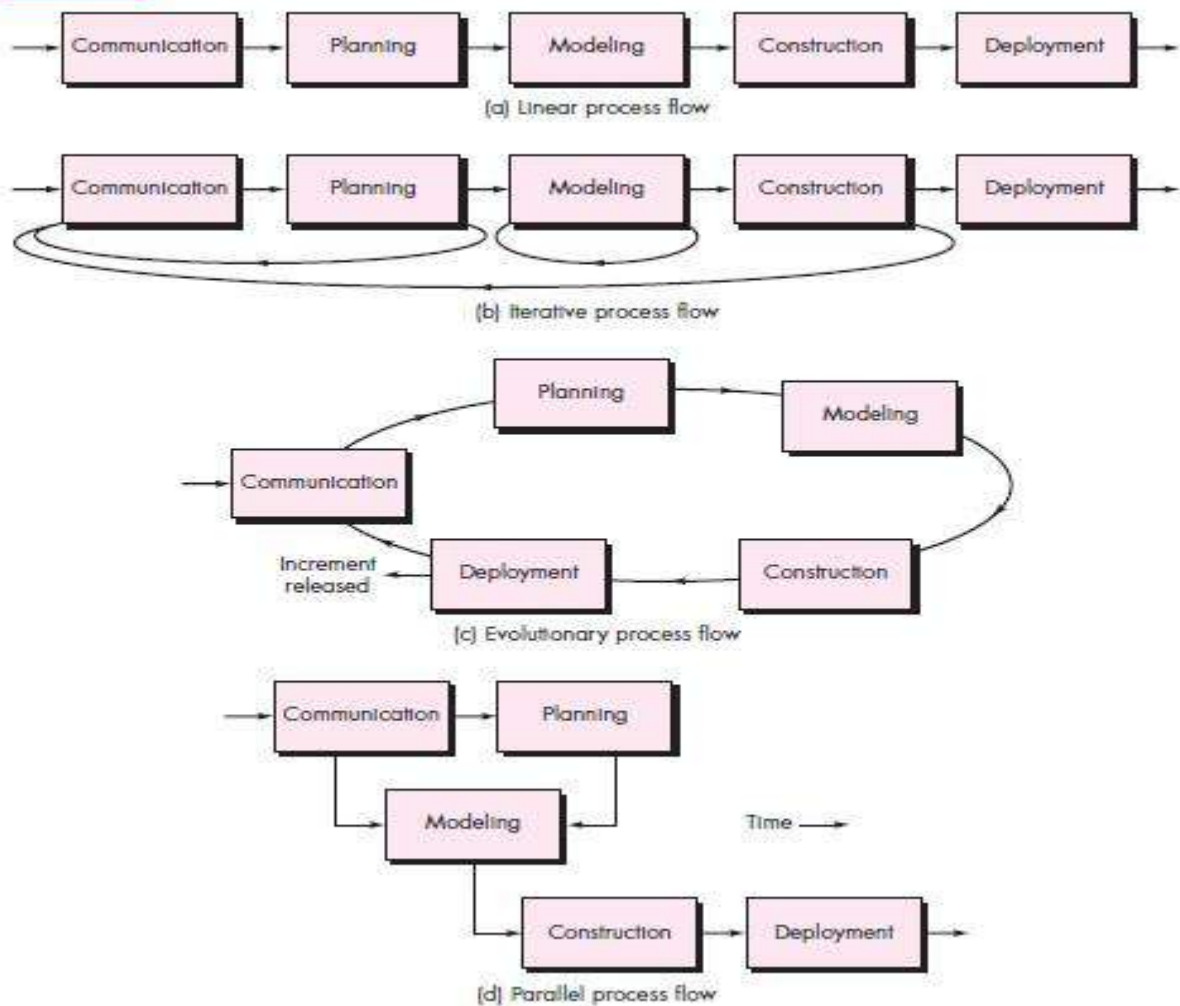 Communication
Planning
Modeling
Construction
Deployment
(a) Linear process flow
Communication
Planning
Modeling
Construction
Deployment
(b) Iterative process flow
Planning
Modeling
Communication
Increment
released
Deployment
Construction
(c) Evolutionary process flow
Communication
Planning
Modeling
Time
Construction
Deployment
(d) Parallel process flow